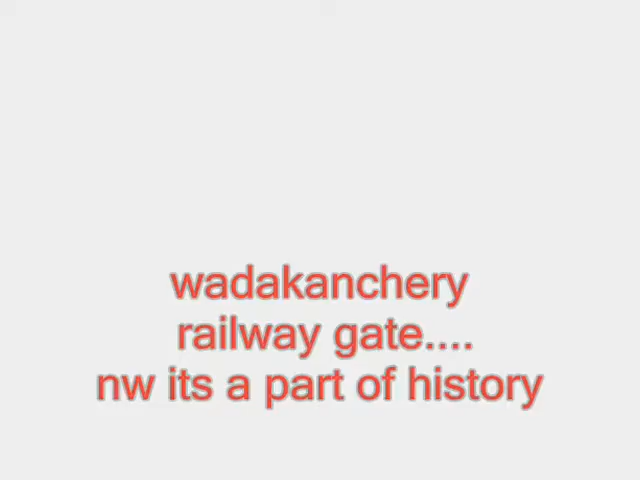 wadakanchery
railway gate....
nw its a part of history